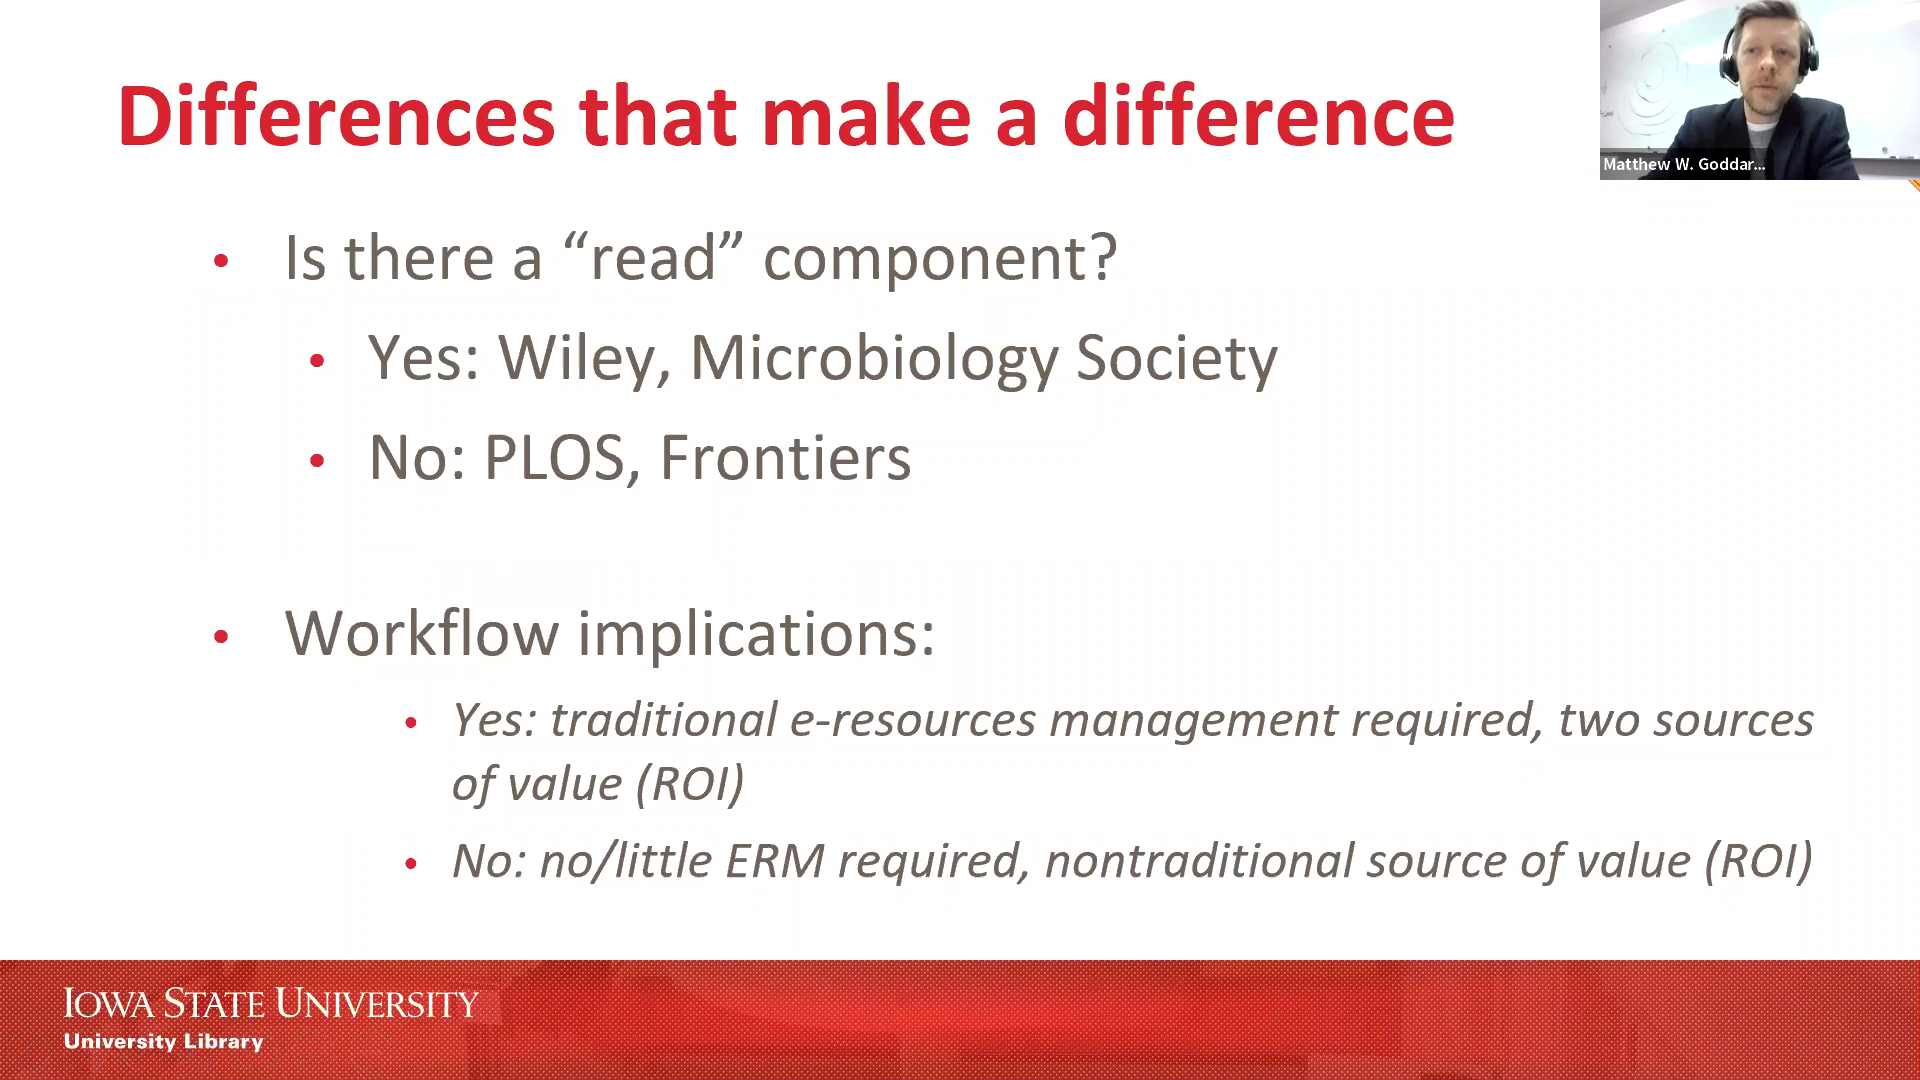 Differences that make a difference
Matthew W. Goddar...
• Is there a “read” component?
• Yes: Wiley, Microbiology Society
• No: PLOS, Frontiers
• Workflow implications:
• Yes: traditional e-resources management required, two sources
of value (ROI)
• No: no/little ERM required, nontraditional source of value (ROI)
IOWA STATE UNIVERSITY
University Library